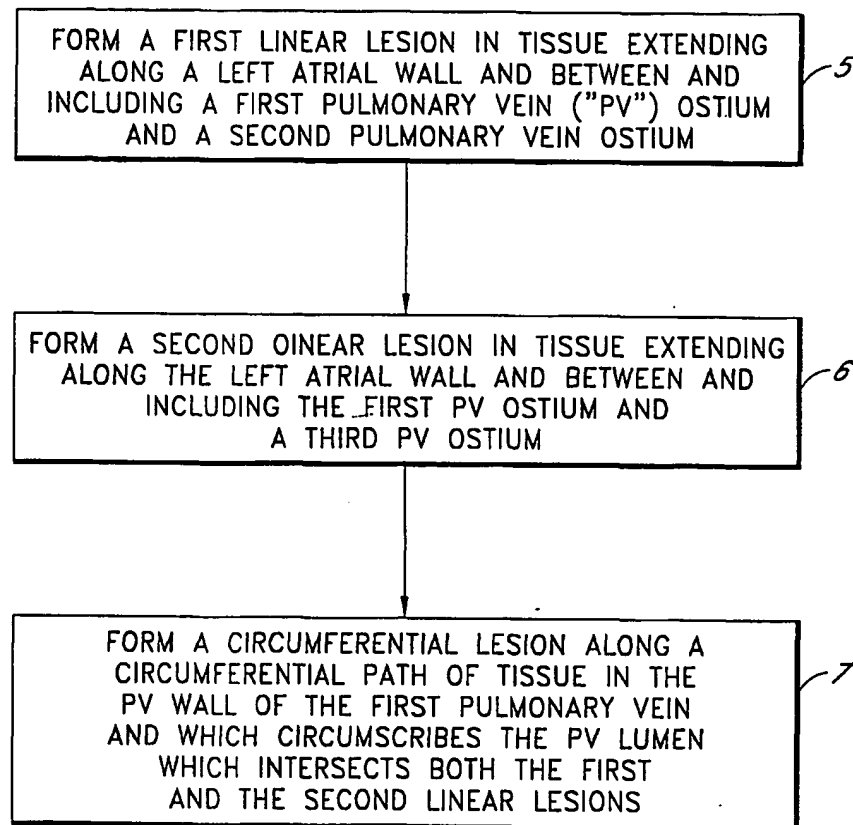 FORM A FIRST LINEAR LESION IN TISSUE EXTENDING
ALONG A LEFT ATRIAL WALL AND BETWEEN AND
INCLUDING A FIRST PULMONARY VEIN ("PV") OSTIUM
AND A SECOND PULMONARY VEIN OSTIUM
5
FORM A SECOND OINEAR LESION IN TISSUE EXTENDING
ALONG THE LEFT ATRIAL WALL AND BETWEEN AND
INCLUDING THE FIRST PV OSTIUM AND
A THIRD PV OSTIUM
6
FORM A CIRCUMFERENTIAL LESION ALONG A
CIRCUMFERENTIAL PATH OF TISSUE IN THE
PV WALL OF THE FIRST PULMONARY VEIN
AND WHICH CIRCUMSCRIBES THE PV LUMEN
WHICH INTERSECTS BOTH THE FIRST
AND THE SECOND LINEAR LESIONS
7